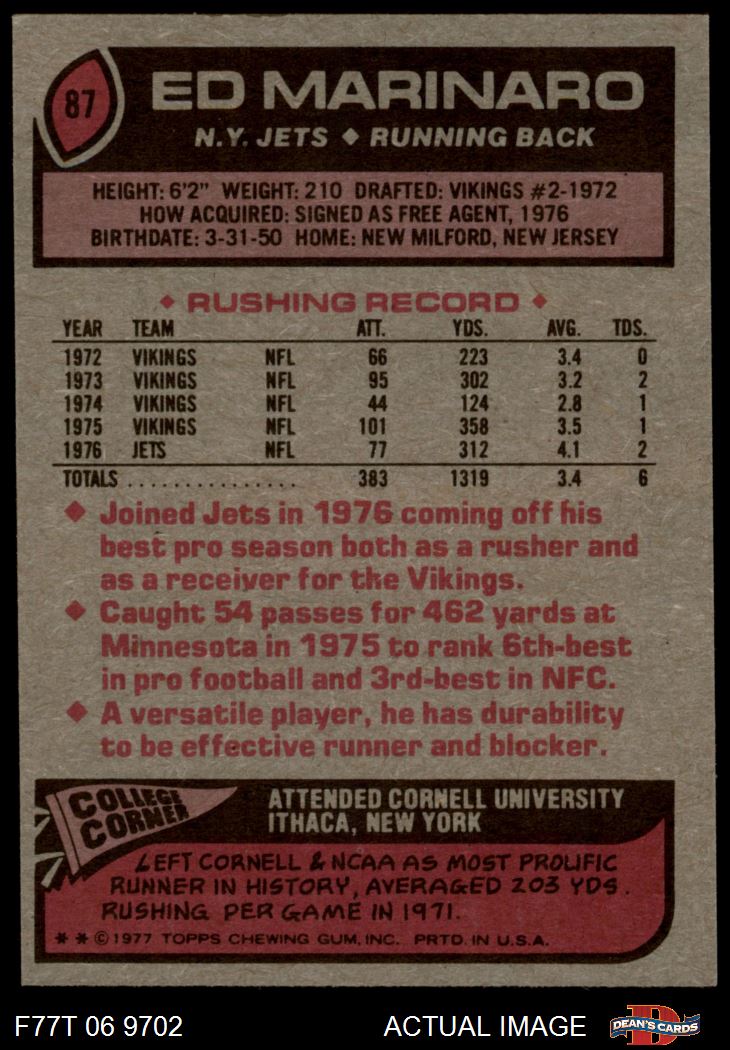 87
ED MARINARO
N.Y. JETS ◆ RUNNING BACK
HEIGHT: 6'2" WEIGHT: 210 DRAFTED: VIKINGS #2-1972
HOW ACQUIRED: SIGNED AS FREE AGENT, 1976
BIRTHDATE: 3-31-50 HOME: NEW MILFORD, NEW JERSEY
◆ RUSHING RECORD ◆
YEAR TEAM ATT. YDS. AVG. TDS.
1972 VIKINGS NFL 66 223 3.4 0
1973 VIKINGS NFL 95 302 3.2 2
1974 VIKINGS NFL 44 124 2.8 1
1975 VIKINGS NFL 101 358 3.5 1
1976 JETS NFL 77 312 4.1 2
TOTALS ............... 383 1319 3.4 6
◆ Joined Jets in 1976 coming off his
best pro season both as a rusher and
as a receiver for the Vikings.
◆ Caught 54 passes for 462 yards at
Minnesota in 1975 to rank 6th-best
in pro football and 3rd-best in NFC.
◆ A versatile player, he has durability
to be effective runner and blocker.
COLLEGE
CORNER
ATTENDED CORNELL UNIVERSITY
ITHACA, NEW YORK
LEFT CORNELL & NCAA AS MOST PROLIFIC
RUNNER IN HISTORY, AVERAGED 203 YDS.
RUSHING PER GAME IN 1971.
* * © 1977 TOPPS CHEWING GUM, INC. PRTD. IN U.S.A.
F77T 06 9702 ACTUAL IMAGE
D
DEAN'S CARDS